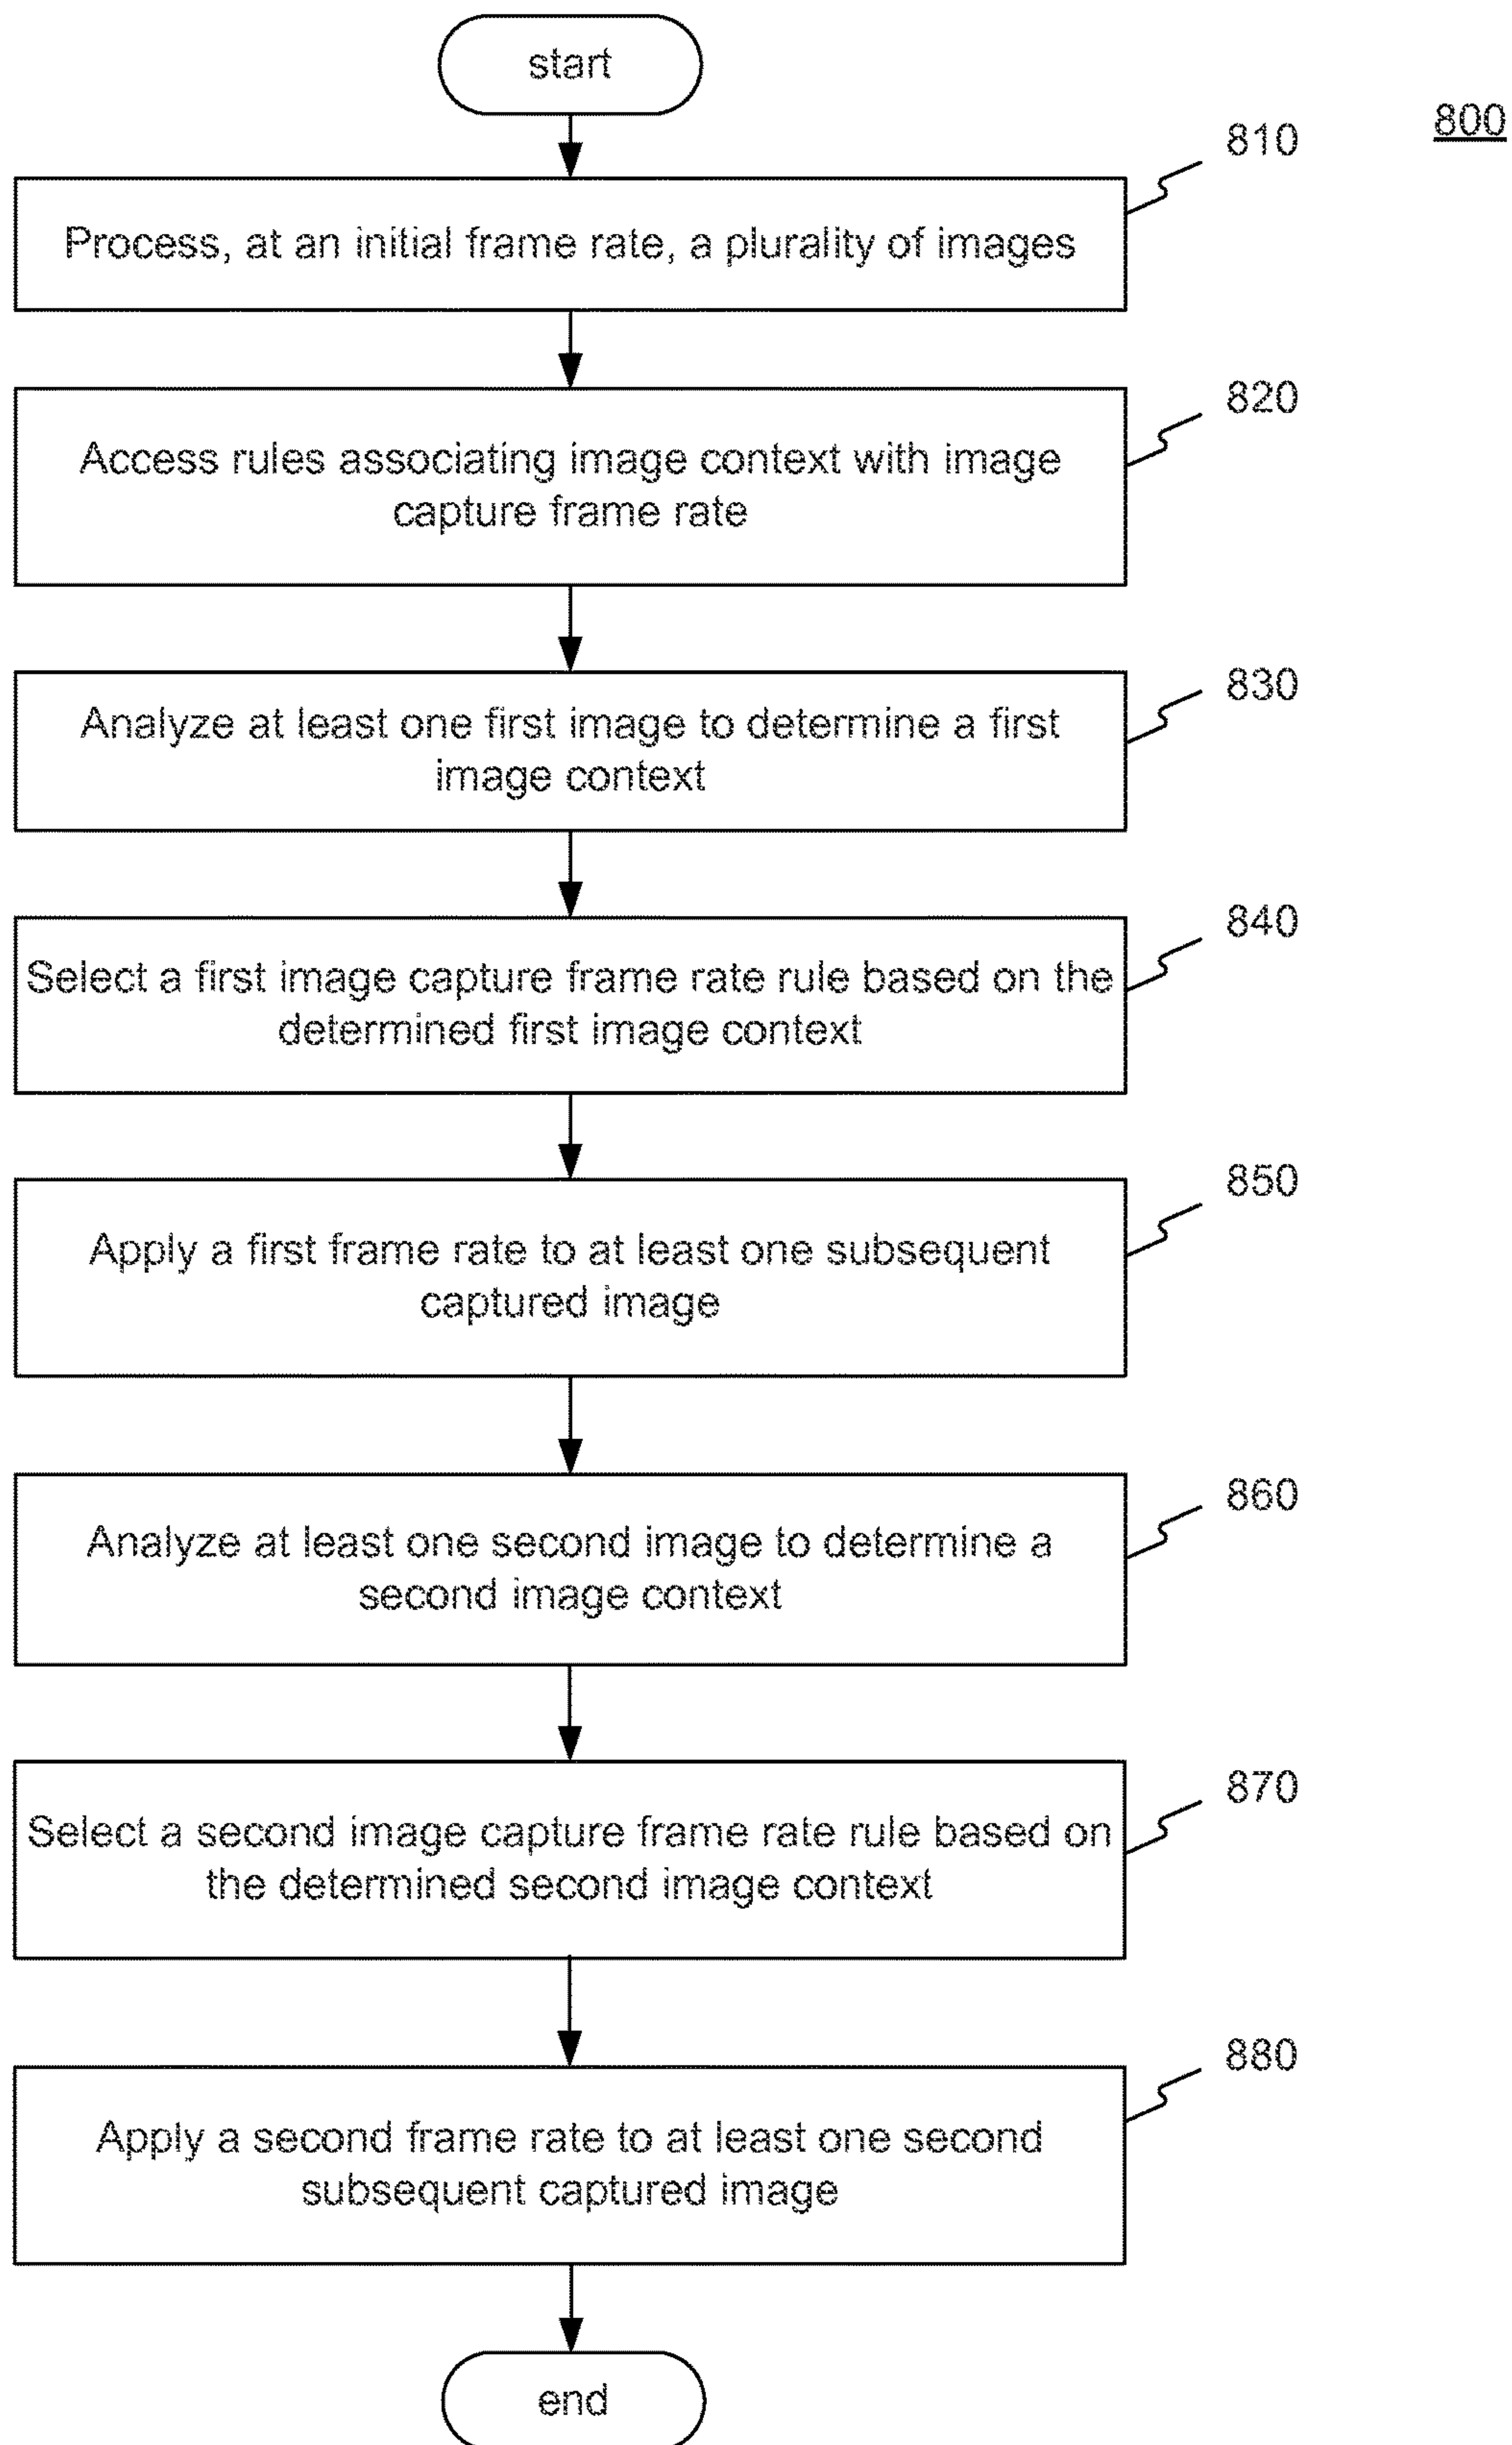 start
800
810
Process, at an initial frame rate, a plurality of images
820
Access rules associating image context with image
capture frame rate
830
Analyze at least one first image to determine a first
image context
840
Select a first image capture frame rate rule based on the
determined first image context
850
Apply a first frame rate to at least one subsequent
captured image
860
Analyze at least one second image to determine a
second image context
870
Select a second image capture frame rate rule based on
the determined second image context
880
Apply a second frame rate to at least one second
subsequent captured image
end